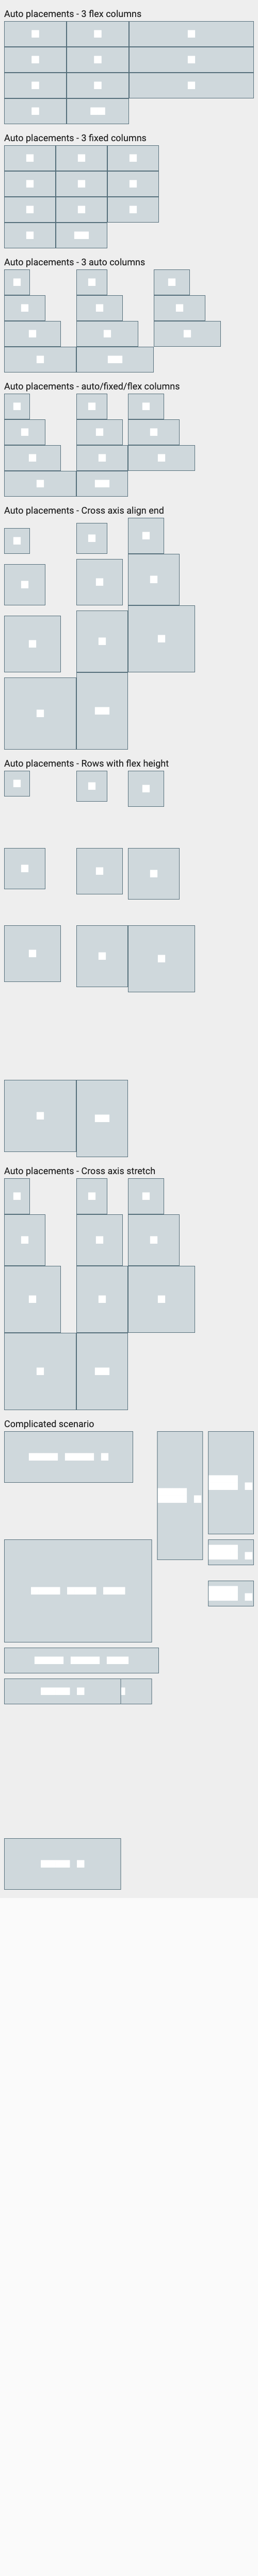 Auto placements - 3 flex columns
Auto placements - 3 fixed columns
Auto placements - 3 auto columns
Auto placements - auto/fixed/flex columns
Auto placements - Cross axis align end
Auto placements - Rows with flex height
Auto placements - Cross axis stretch
Complicated scenario